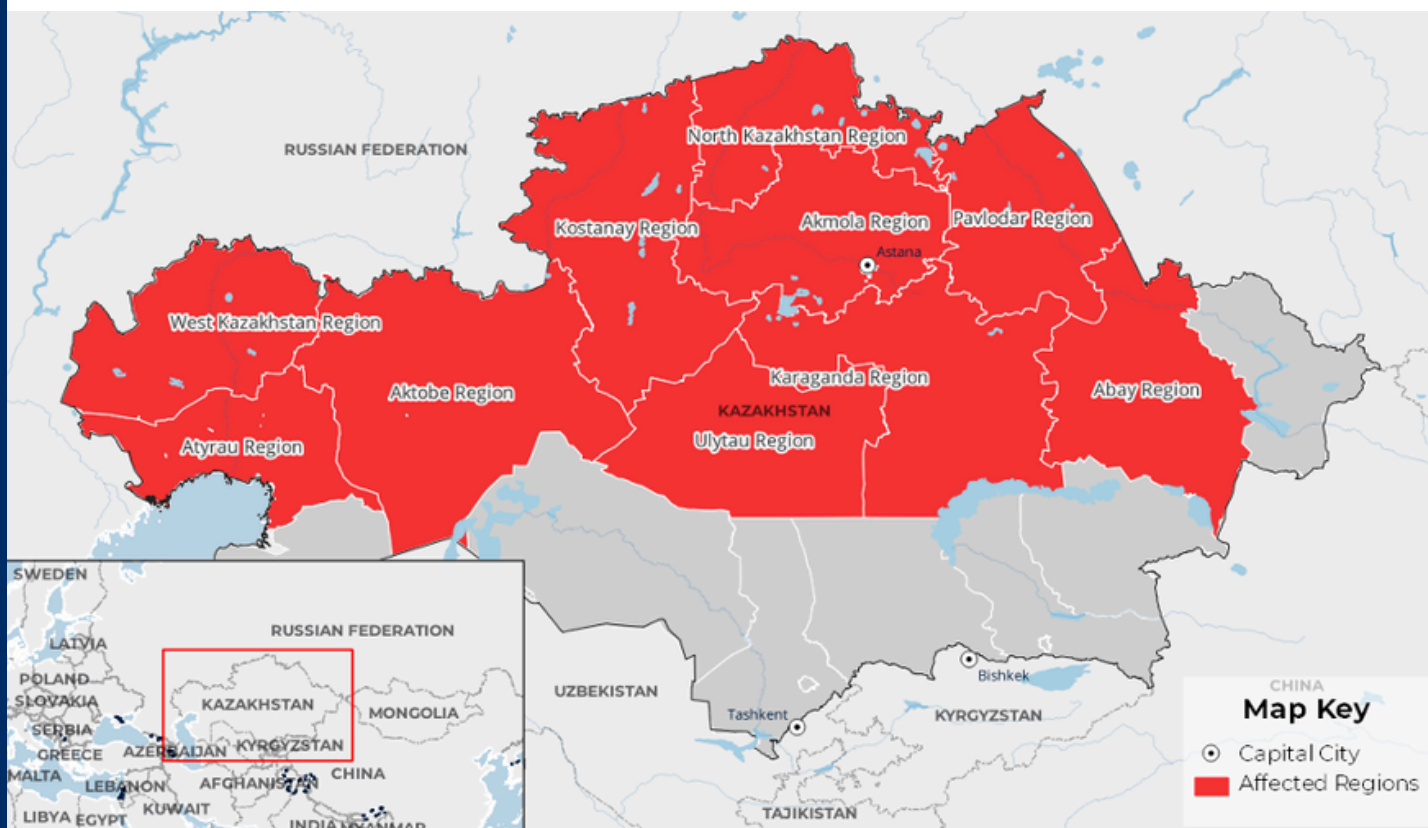 RUSSIAN FEDERATION
North Kazakhstan Region
Kostanay Region
Akmola Region
Pavlodar Region
Astana
West Kazakhstan Region
Aktobe Region
Karaganda Region
Abay Region
KAZAKHSTAN
Ulytau Region
Atyrau Region
UZBEKISTAN
Tashkent
Bishkek
KYRGYZSTAN
TAJIKISTAN
CHINA
Map Key
Capital City
Affected Regions
SWEDEN
RUSSIAN FEDERATION
LATVIA
POLAND
SLOVAKIA
KAZAKHSTAN
MONGOLIA
SERBIA
GREECE
AZERBAIJAN
KYRGYZSTAN
MALTA
LEBANON
AFGHANISTAN
CHINA
LIBYA
EGYPT
KUWAIT
INDIA
MYANMAR